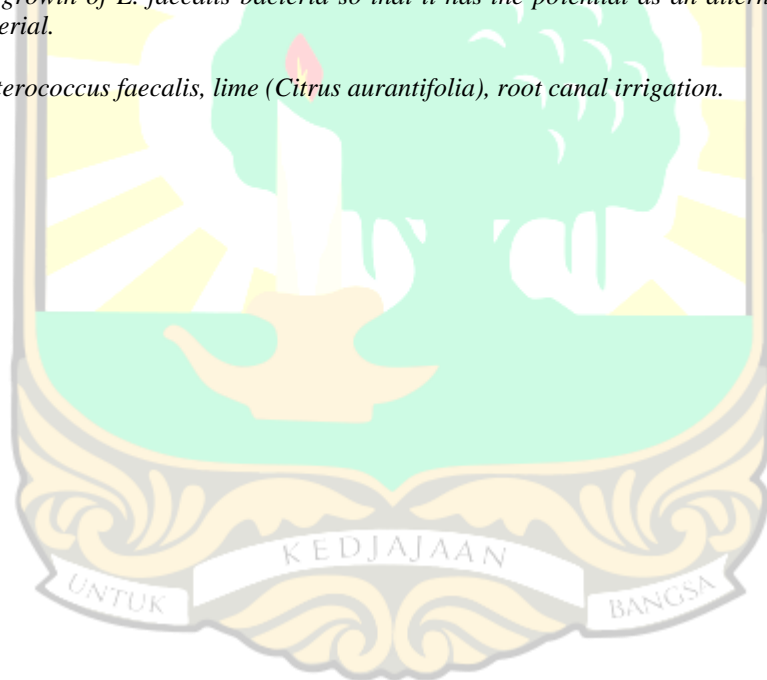 growth of E. faecalis bacteria so that it has the potential as an altern
erial.
terococcus faecalis, lime (Citrus aurantifolia), root canal irrigation.
KEDJAJAAN
UNTUK
BANGSA